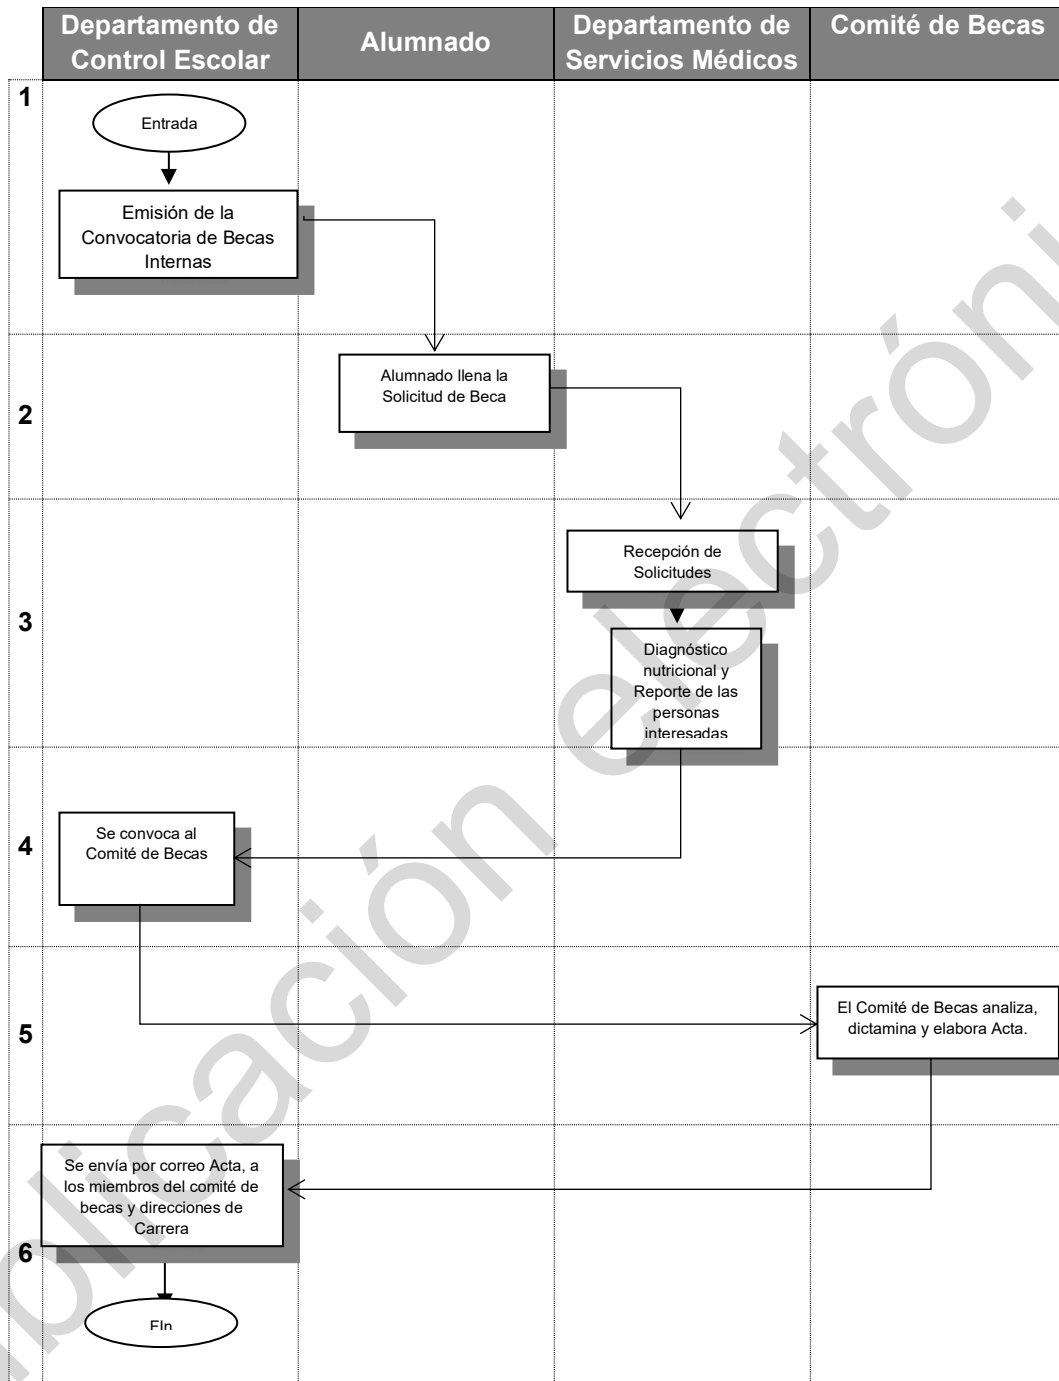 Departamento de
Control Escolar
Alumnado
Departamento de
Servicios Médicos
Comité de Becas
1
Entrada
Emisión de la
Convocatoria de Becas
Internas
2
Alumnado llena la
Solicitud de Beca
3
Recepción de
Solicitudes
Diagnóstico
nutricional y
Reporte de las
personas
interesadas
4
Se convoca al
Comité de Becas
5
El Comité de Becas analiza,
dictamina y elabora Acta.
6
Se envía por correo Acta, a
los miembros del comité de
becas y direcciones de
Carrera
FIn
blicación electróni